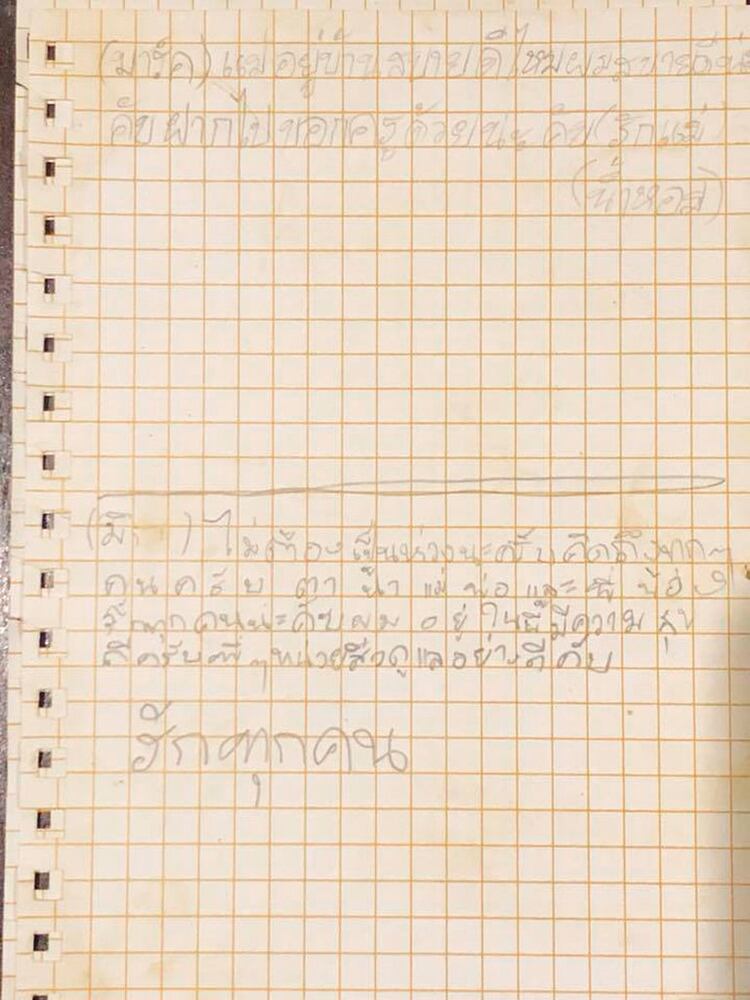 (มาร์ค) แม่อยู่บ้านสบายดีไหมผมสบายดี
คับฝากไปบอกครูด้วยนะ คับ(รักแม่
(น้ำหอส)
ไม่ต้องเป็นห่วงนะครับคิดถึงมากๆ
คนครับ ตา น้า แม่ พ่อ และ พี่ น้อง
รักทุกคนนะคับผม อยู่ ในนี้มีความ สุข
ดีครับพี่ๆหน่วยสีวดูแลอย่างดีคับ
รักทุกคน